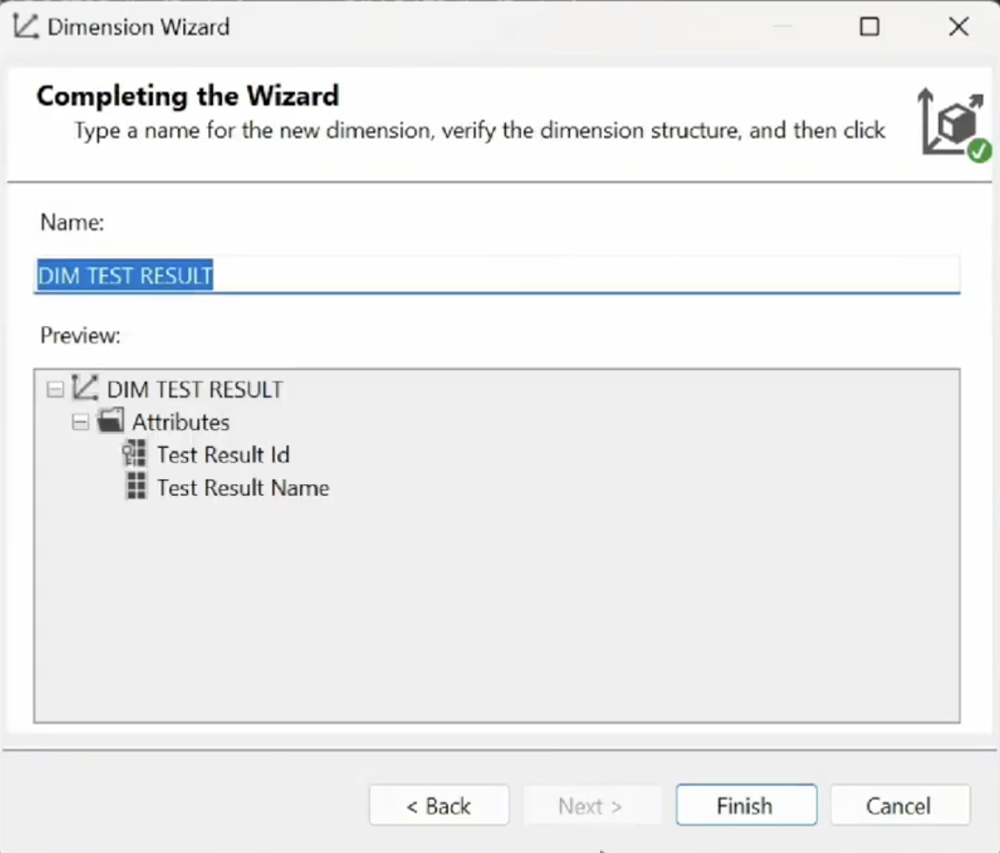 Dimension Wizard
Completing the Wizard
Type a name for the new dimension, verify the dimension structure, and then click
Name:
DIM TEST RESULT
Preview:
DIM TEST RESULT
Attributes
Test Result Id
Test Result Name
< Back
Next >
Finish
Cancel